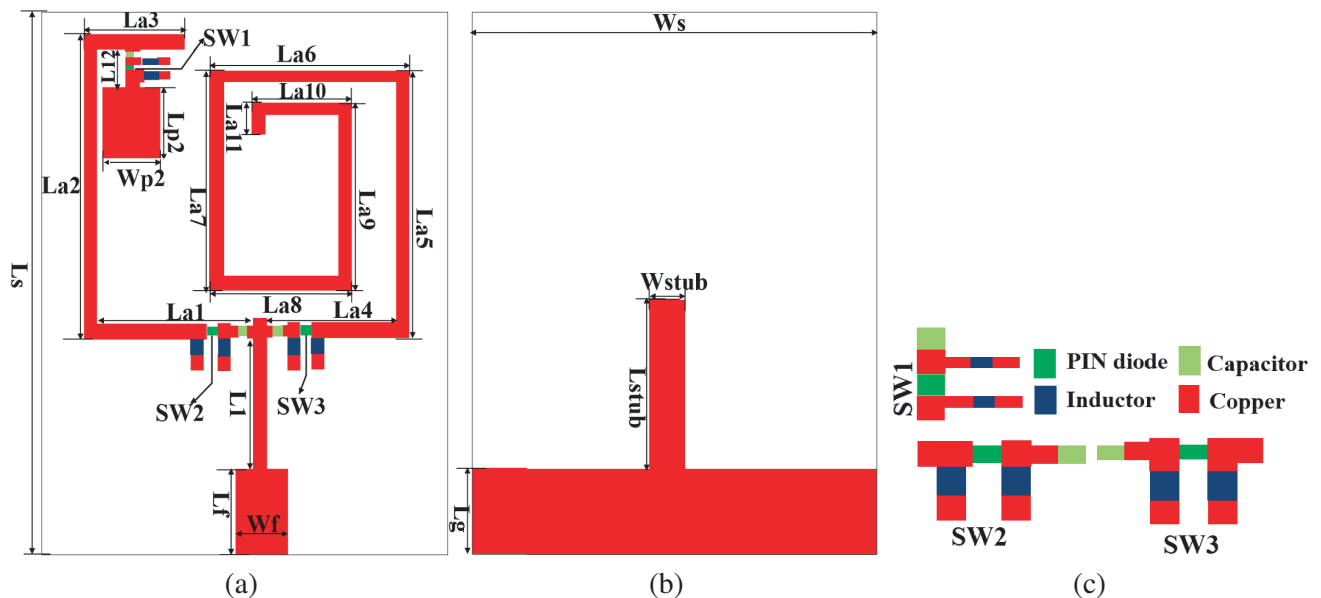 La3
SW1
L12
La6
La10
La11
Lp2
Wp2
La2
La7
La9
La5
Ls
La1
La8
La4
L1
SW2
SW3
Lf
Wf
(a)
Ws
Wstub
Lstub
Lg
(b)
SW1
PIN diode
Capacitor
Inductor
Copper
SW2
SW3
(c)